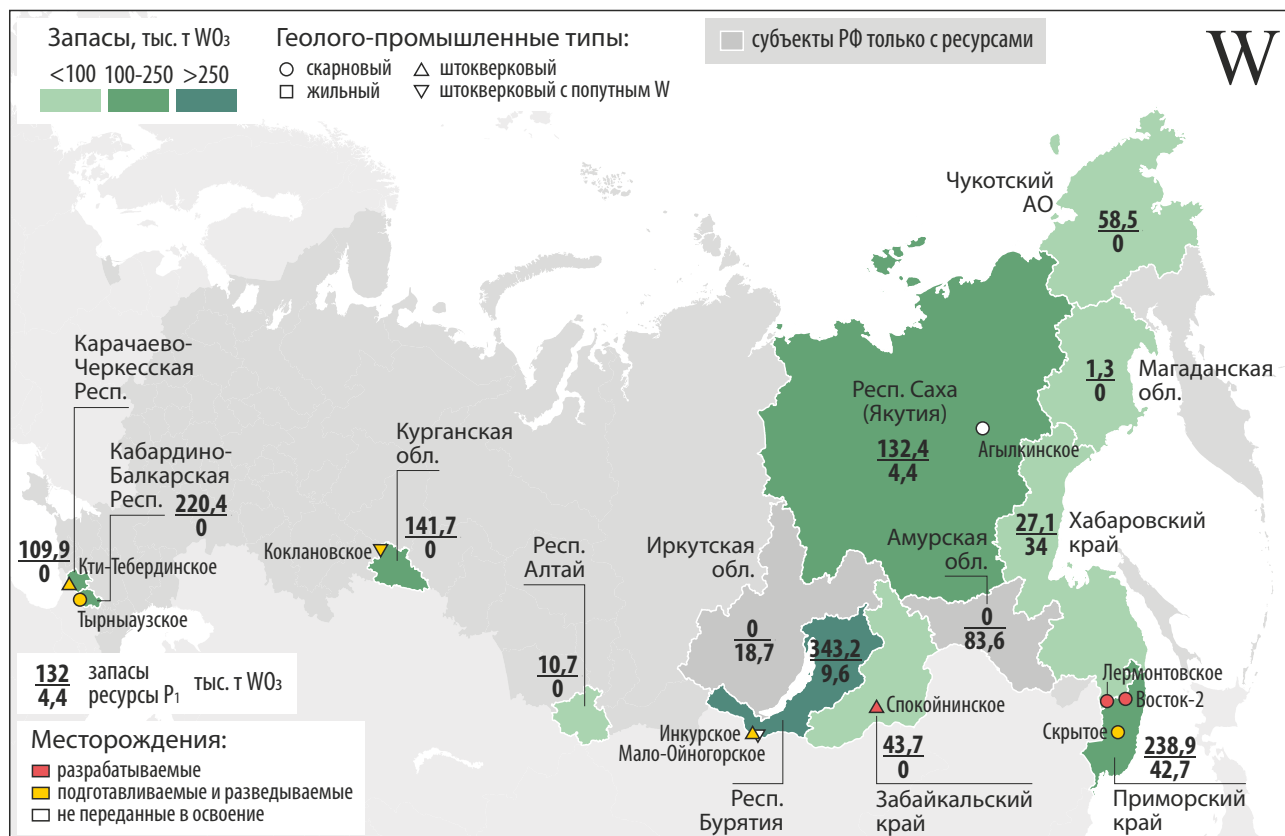 Запасы, тыс. т WO₃
<100 100-250 >250
Геолого-промышленные типы:
скарновый
штокверковый
жильный
штокверковый с попутным W
субъекты РФ только с ресурсами
W
Чукотский
АО
58,5
0
Магаданская
обл.
1,3
0
Респ. Саха
(Якутия)
132,4
4,4
Агылкинское
Карачаево-
Черкесская
Респ.
Кабардино-
Балкарская
Респ.
220,4
0
109,9
0
Кти-Тебердинское
Тырныаузское
Курганская
обл.
141,7
0
Коклановское
Респ.
Алтай
10,7
0
Иркутская
обл.
0
18,7
343,2
9,6
Амурская
обл.
0
83,6
27,1
34
Хабаровский
край
Лермонтовское
Восток-2
Скрытое
238,9
42,7
Приморский
край
Спокойнинское
43,7
0
Забайкальский
край
Инкурское
Мало-Ойногорское
Респ.
Бурятия
132 запасы
4,4 ресурсы P₁
тыс. т WO₃
Месторождения:
разрабатываемые
подготавливаемые и разведываемые
не переданные в освоение